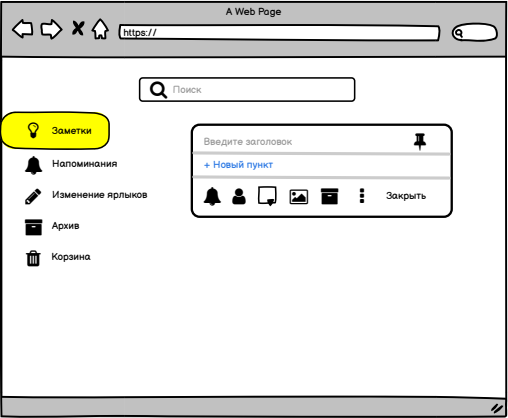 A Web Page
https://
Поиск
Заметки
Напоминания
Изменение ярлыков
Архив
Корзина
Введите заголовок
+ Новый пункт
Закрыть